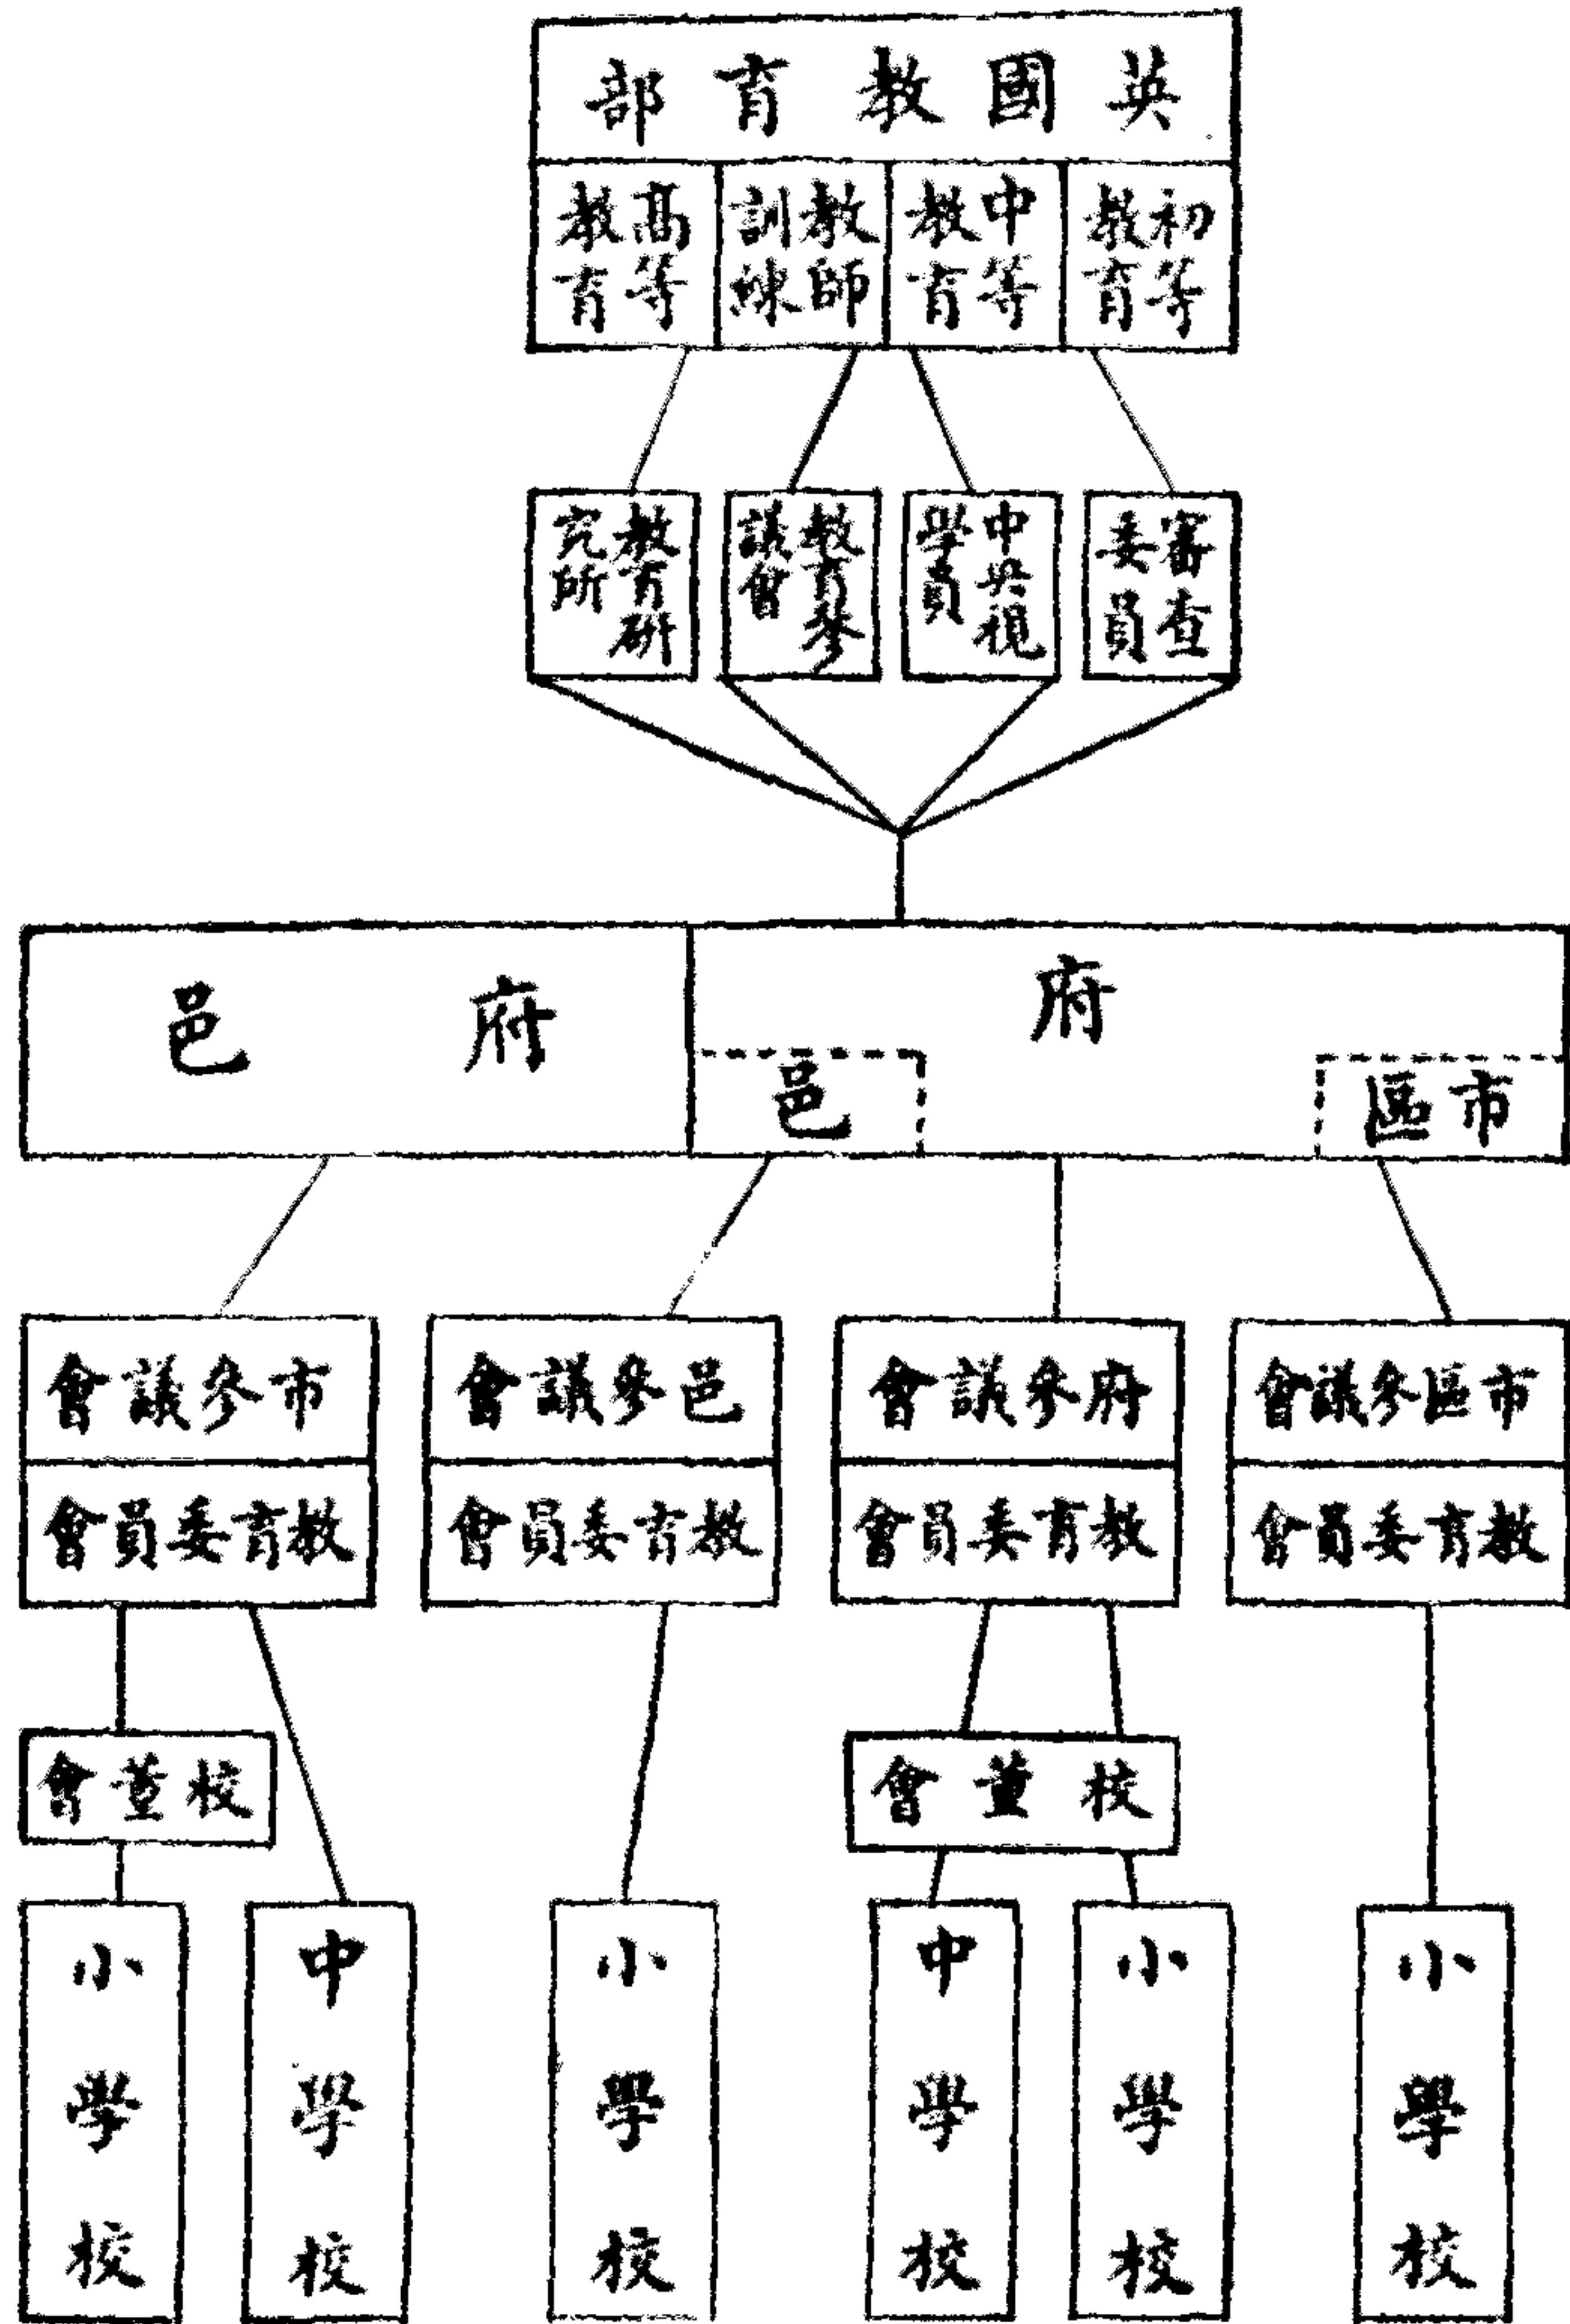 英國教育部
初等
教育
中等
教育
教師
訓練
高等
教育
審查
委員
中央視
學員
教育參
議會
教育研
究所
府
市區
邑
府邑
市區參議會
教育委員會
府參議會
教育委員會
邑參議會
教育委員會
市參議會
教育委員會
校董會
校董會
小學校
小學校
中學校
小學校
中學校
小學校